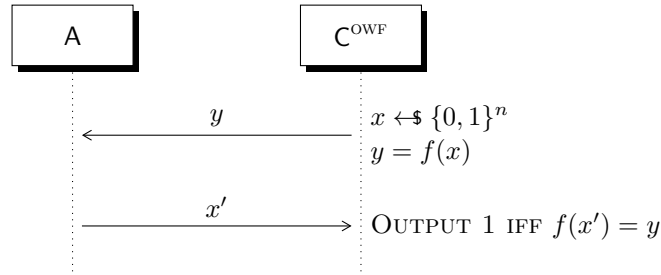 A
C^OWF
y
x ←$ {0, 1}^n
y = f(x)
x′
OUTPUT 1 IFF f(x′) = y